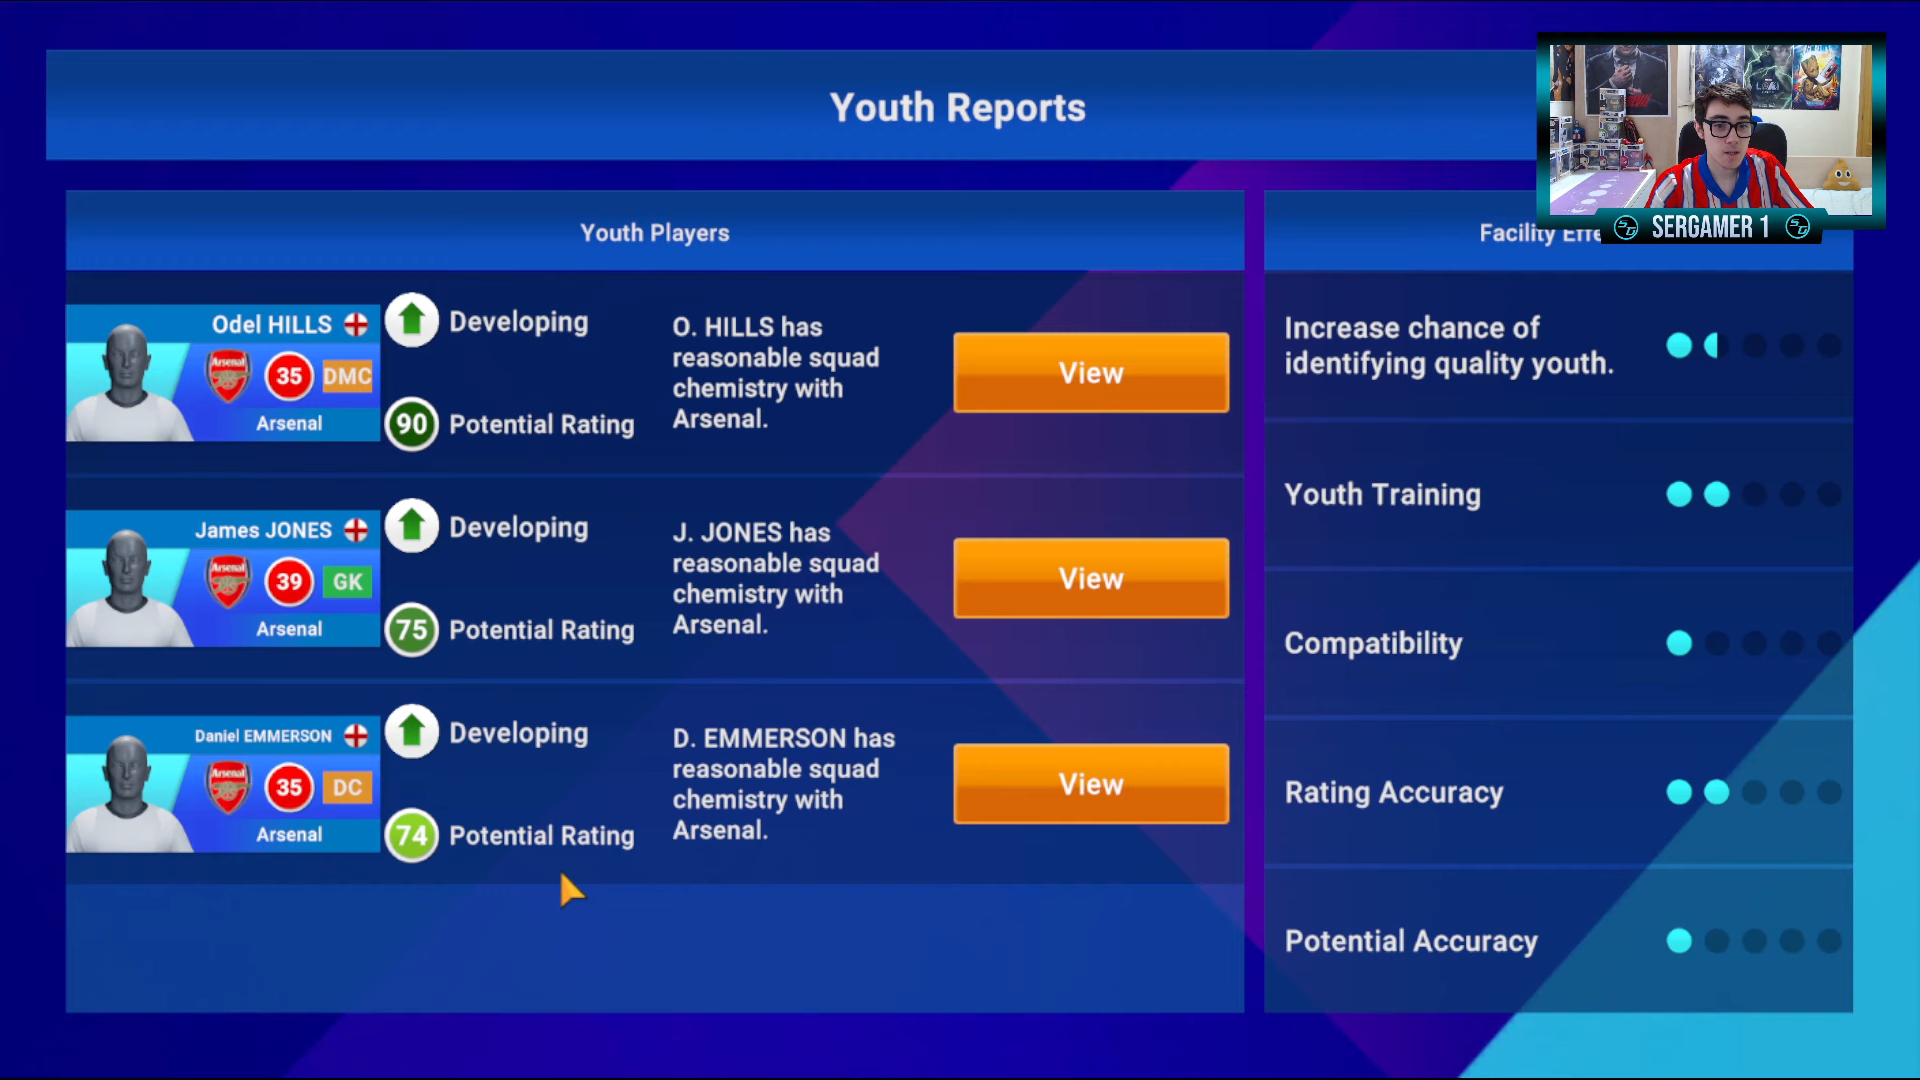 Youth Reports
SERGAMER 1
Youth Players
Facility Effe
Odel HILLS
Arsenal
35
DMC
Arsenal
Developing
90
Potential Rating
O. HILLS has
reasonable squad
chemistry with
Arsenal.
View
James JONES
Arsenal
39
GK
Arsenal
Developing
75
Potential Rating
J. JONES has
reasonable squad
chemistry with
Arsenal.
View
Daniel EMMERSON
Arsenal
35
DC
Arsenal
Developing
74
Potential Rating
D. EMMERSON has
reasonable squad
chemistry with
Arsenal.
View
Increase chance of
identifying quality youth.
Youth Training
Compatibility
Rating Accuracy
Potential Accuracy